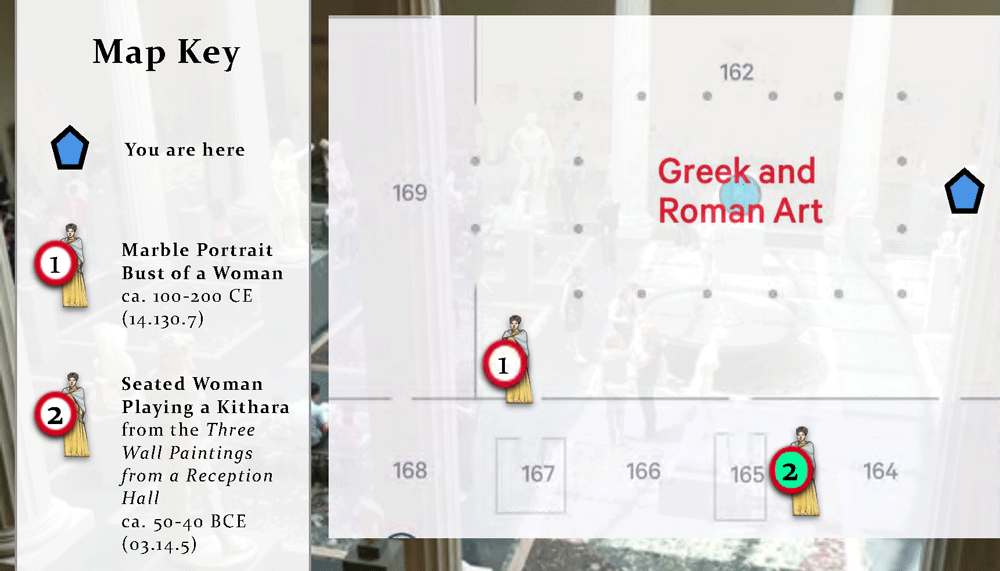 Map Key
You are here
1
Marble Portrait
Bust of a Woman
ca. 100-200 CE
(14.130.7)
2
Seated Woman
Playing a Kithara
from the Three
Wall Paintings
from a Reception
Hall
ca. 50-40 BCE
(03.14.5)
162
Greek and
Roman Art
169
1
168
167
166
165
2
164